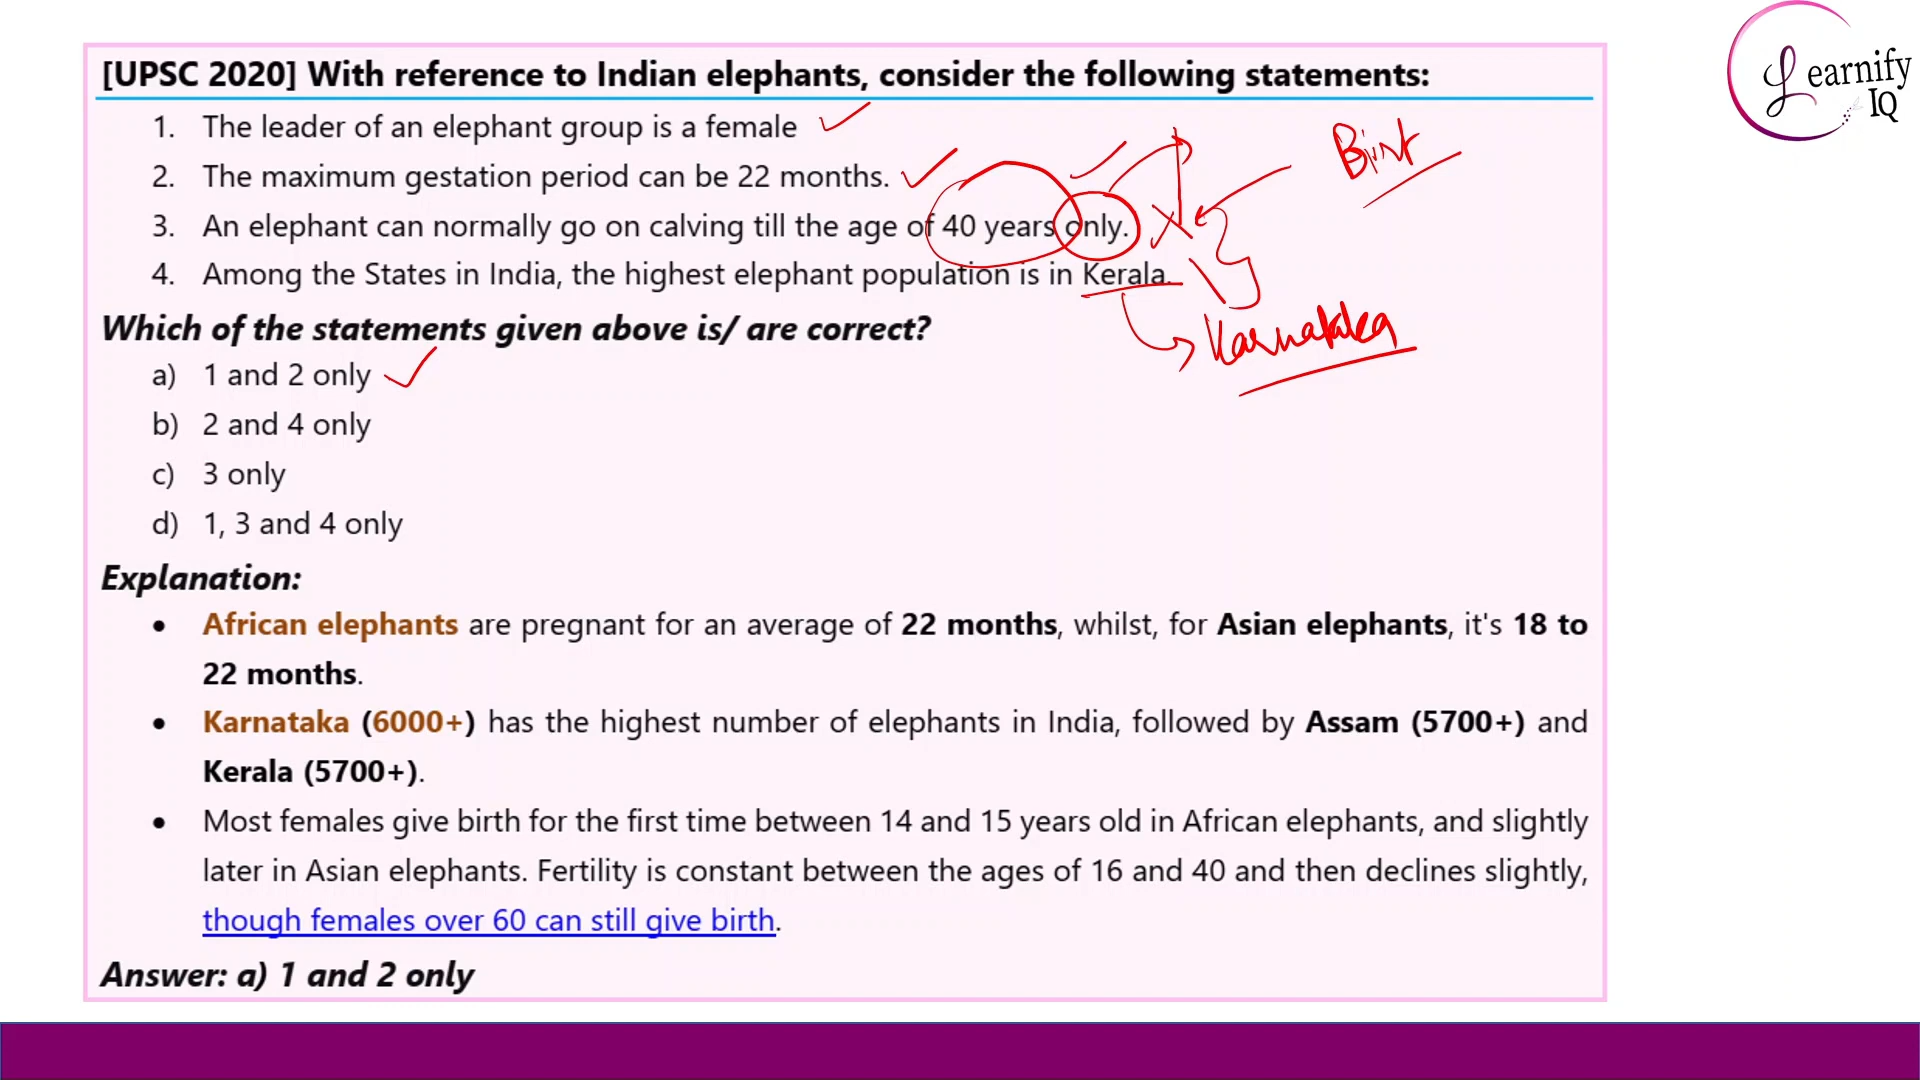 [UPSC 2020] With reference to Indian elephants, consider the following statements:
1. The leader of an elephant group is a female
2. The maximum gestation period can be 22 months.
3. An elephant can normally go on calving till the age of 40 years only.
4. Among the States in India, the highest elephant population is in Kerala.
Karnataka
Which of the statements given above is/ are correct?
a) 1 and 2 only
b) 2 and 4 only
c) 3 only
d) 1, 3 and 4 only
Explanation:
• African elephants are pregnant for an average of 22 months, whilst, for Asian elephants, it's 18 to
22 months.
• Karnataka (6000+) has the highest number of elephants in India, followed by Assam (5700+) and
Kerala (5700+).
• Most females give birth for the first time between 14 and 15 years old in African elephants, and slightly
later in Asian elephants. Fertility is constant between the ages of 16 and 40 and then declines slightly,
though females over 60 can still give birth.
Answer: a) 1 and 2 only
Learnify
IQ